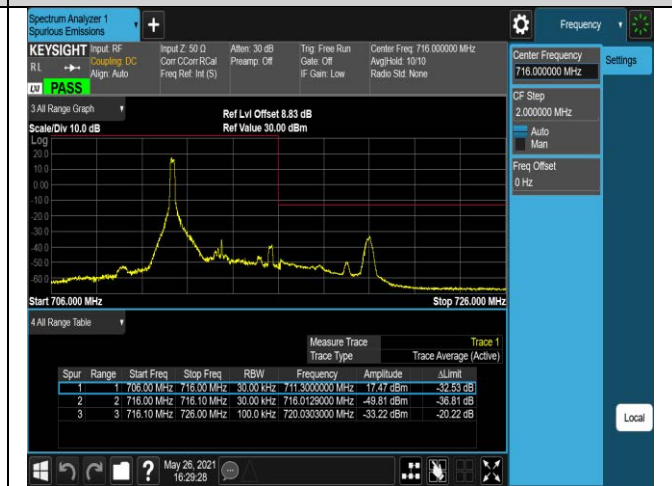 Spectrum Analyzer 1
Spurious Emissions
Frequency
KEYSIGHT
RL
PASS
Input: RF
Coupling: DC
Align: Auto
Input Z: 50 Ω
Corr CCorr RCal
Freq Ref: Int (S)
Atten: 30 dB
Preamp: Off
Trig: Free Run
Gate: Off
IF Gain: Low
Center Freq: 716.000000 MHz
Avg|Hold: 10/10
Radio Std: None
Center Frequency
716.000000 MHz
Settings
CF Step
2.000000 MHz
Auto
Man
Freq Offset
0 Hz
Local
3 All Range Graph
Scale/Div 10.0 dB
Ref Lvl Offset 8.83 dB
Ref Value 30.00 dBm
Log
20.0
10.0
0.00
-10.0
-20.0
-30.0
-40.0
-50.0
-60.0
Start 706.000 MHz
Stop 726.000 MHz
4 All Range Table
Measure Trace Trace 1
Trace Type Trace Average (Active)
Spur Range Start Freq Stop Freq RBW Frequency Amplitude ΔLimit
1 1 706.00 MHz 716.00 MHz 30.00 kHz 711.3000000 MHz 17.47 dBm -32.53 dB
2 2 716.00 MHz 716.10 MHz 30.00 kHz 716.0129000 MHz -49.81 dBm -36.81 dB
3 3 716.10 MHz 726.00 MHz 100.0 kHz 720.0303000 MHz -33.22 dBm -20.22 dB
May 26, 2021
16:29:28